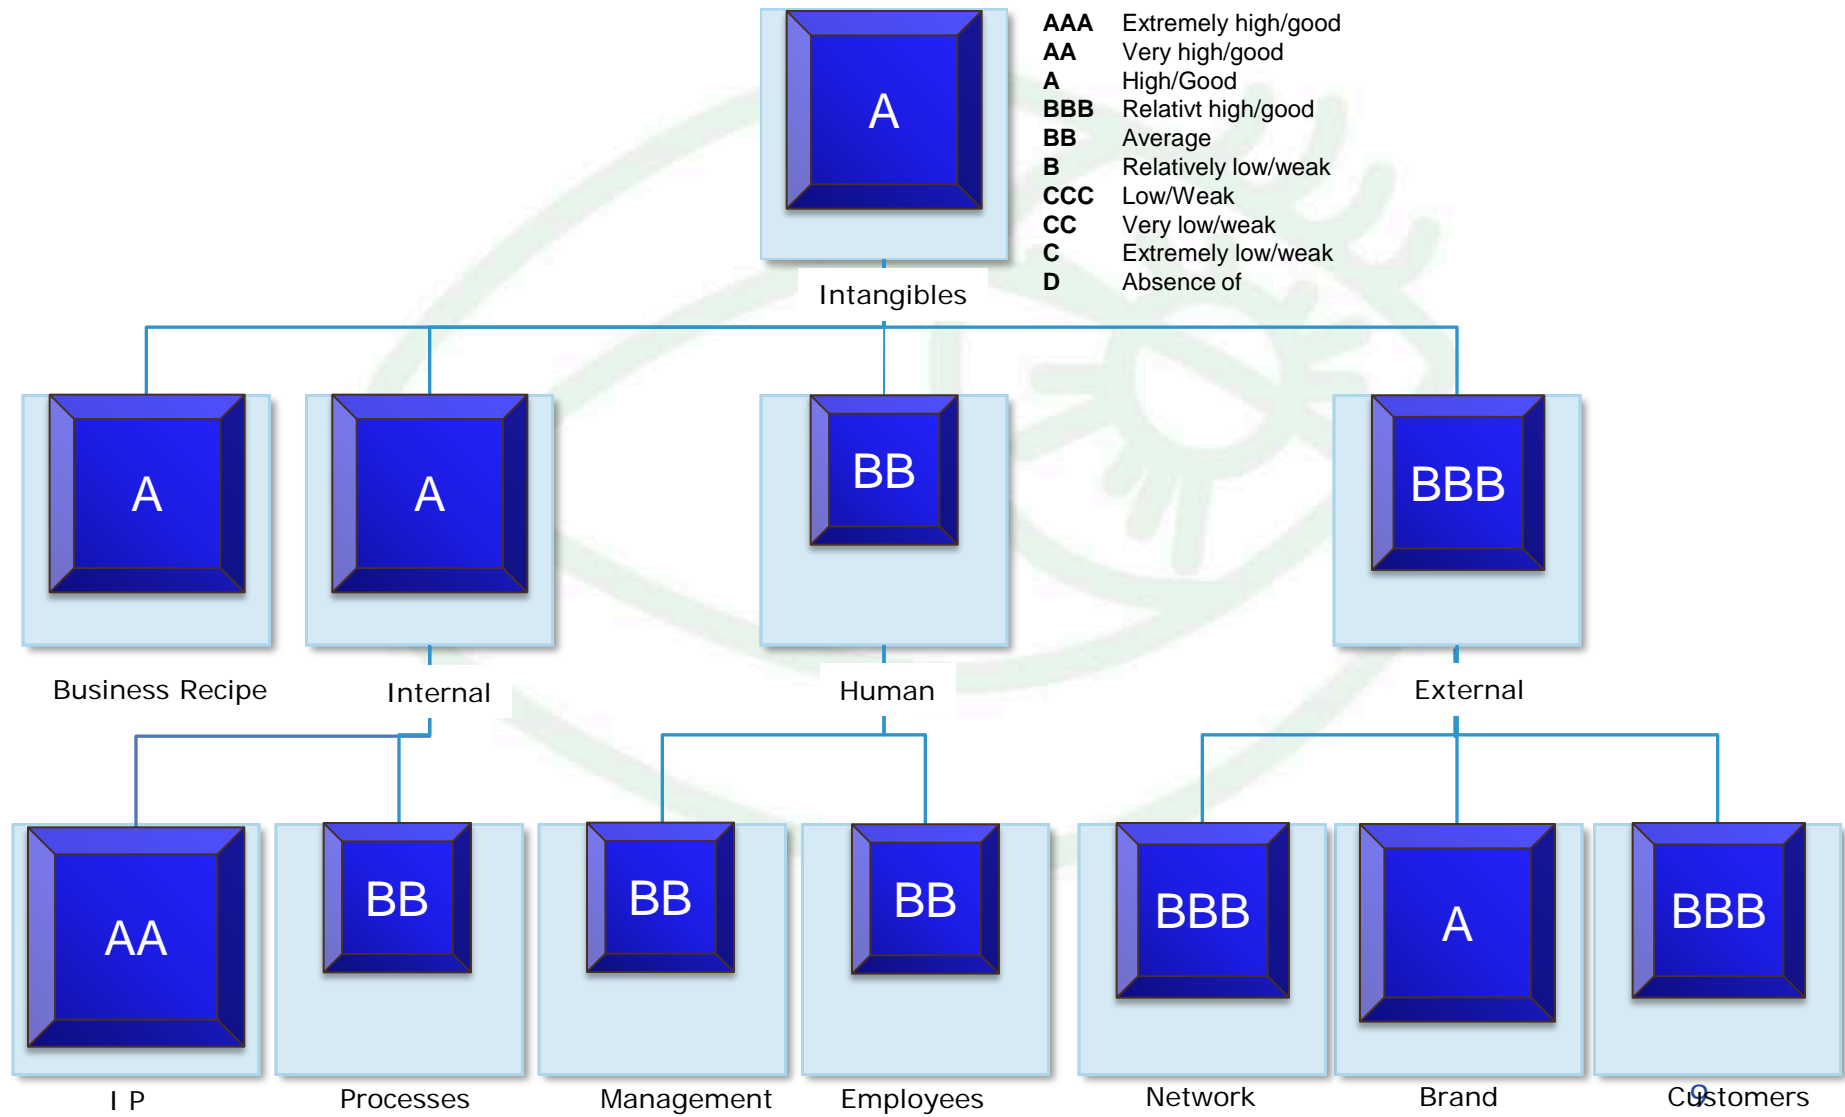 A
AAA Extremely high/good
AA Very high/good
A High/Good
BBB Relativt high/good
BB Average
B Relatively low/weak
CCC Low/Weak
CC Very low/weak
C Extremely low/weak
D Absence of
Intangibles
A
A
BB
BBB
Business Recipe
Internal
Human
External
AA
BB
BB
BB
BBB
A
BBB
I P
Processes
Management
Employees
Network
Brand
Customers
9